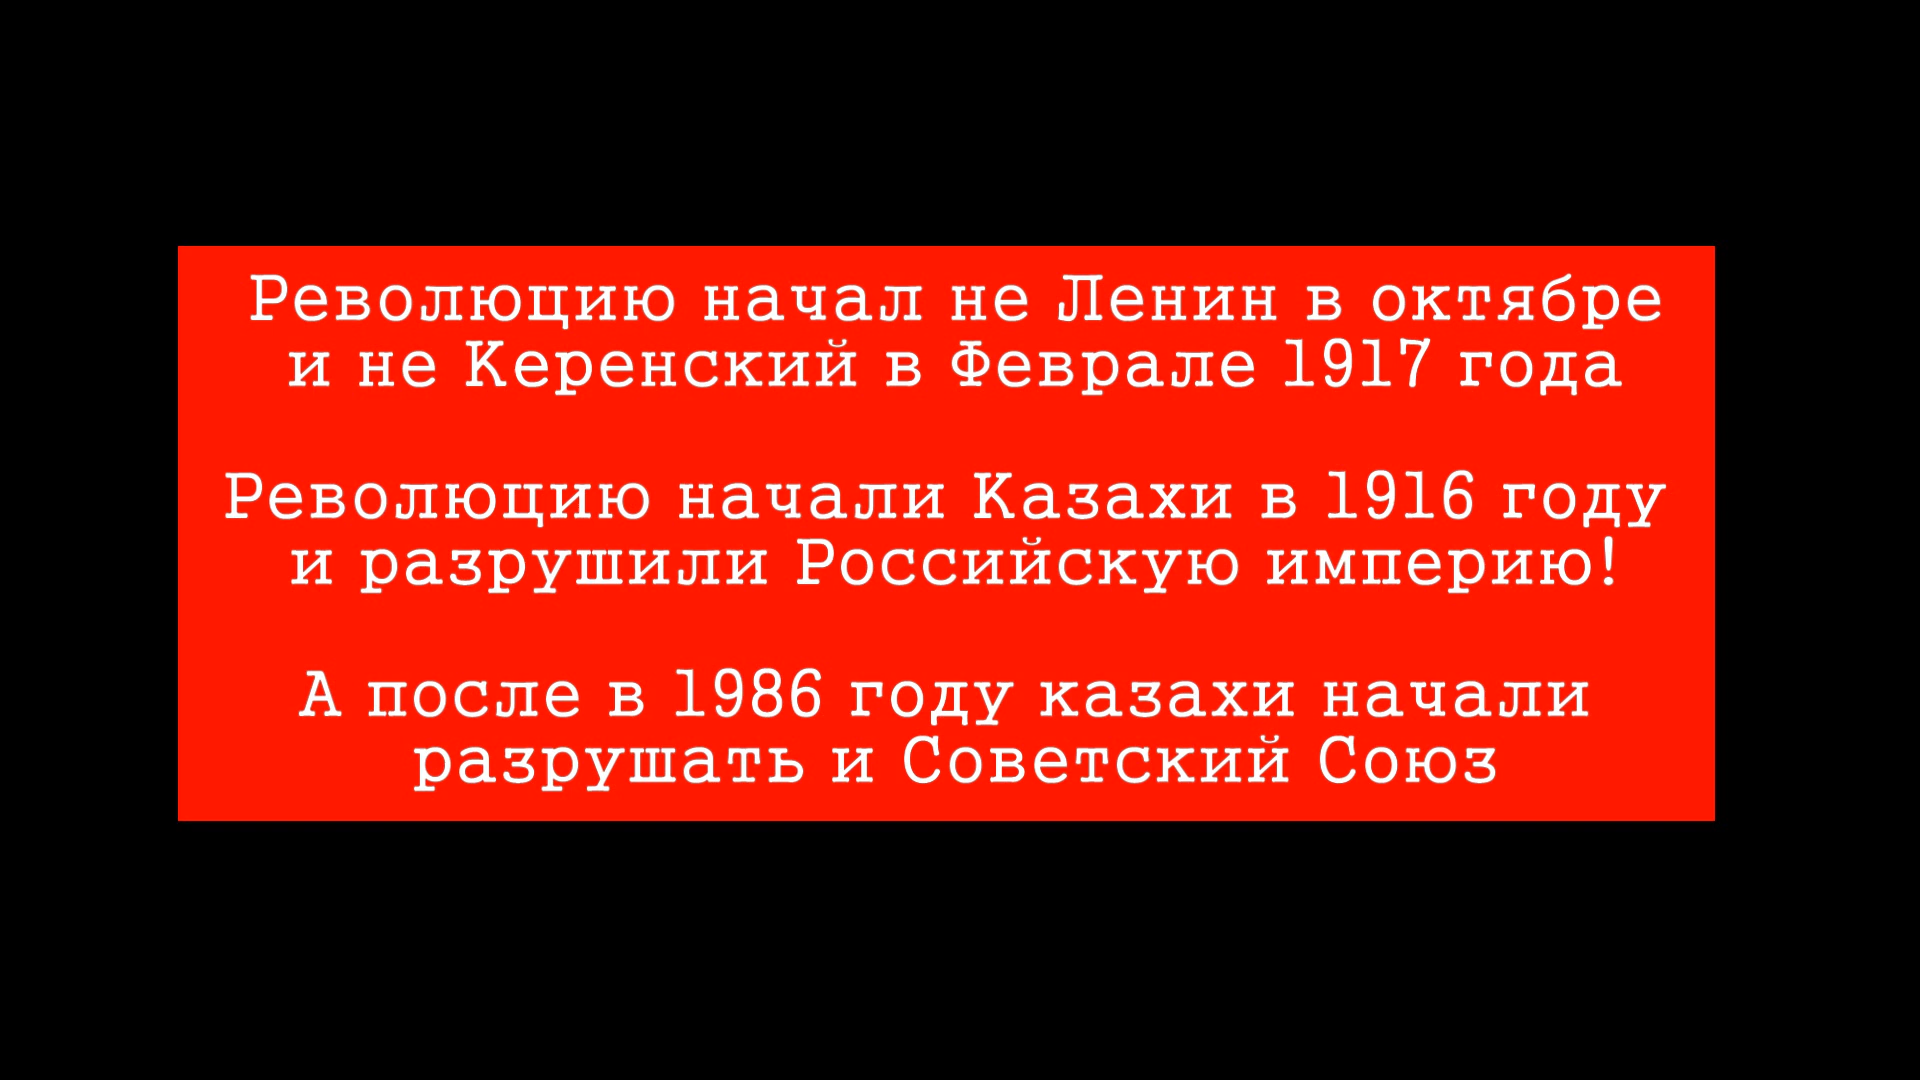 Революцию начал не Ленин в октябре
и не Керенский в Феврале 1917 года
Революцию начали Казахи в 1916 году
и разрушили Российскую империю!
А после в 1986 году казахи начали
разрушать и Советский Союз